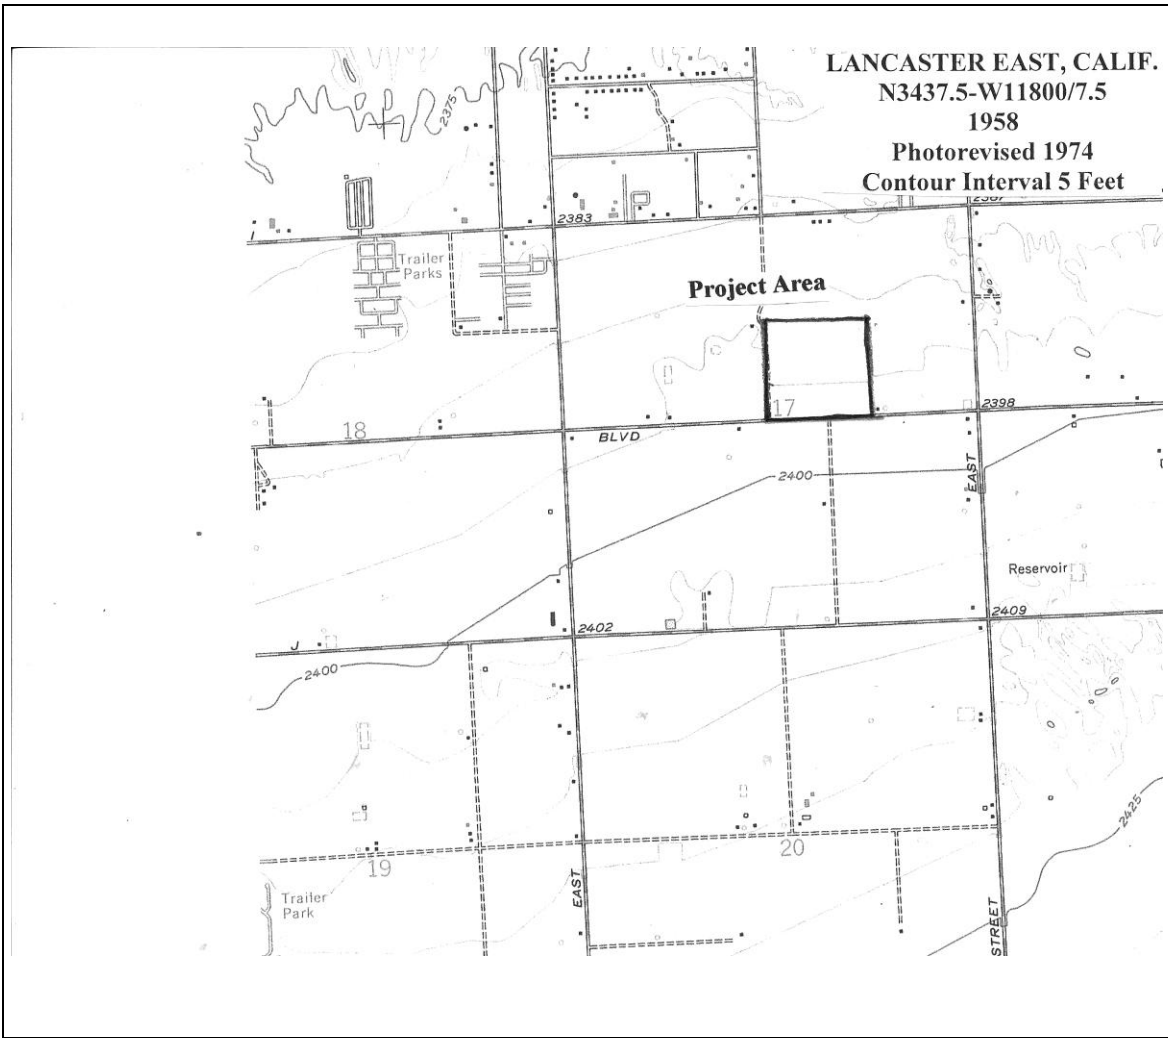 LANCASTER EAST, CALIF.
N3437.5-W11800/7.5
1958
Photorevised 1974
Contour Interval 5 Feet
2375
2387
I
2383
Trailer
Parks
Project Area
17
2398
18
BLVD
2400
EAST
Reservoir
2409
2402
J
2400
2425
20
19
EAST
Trailer
Park
STREET